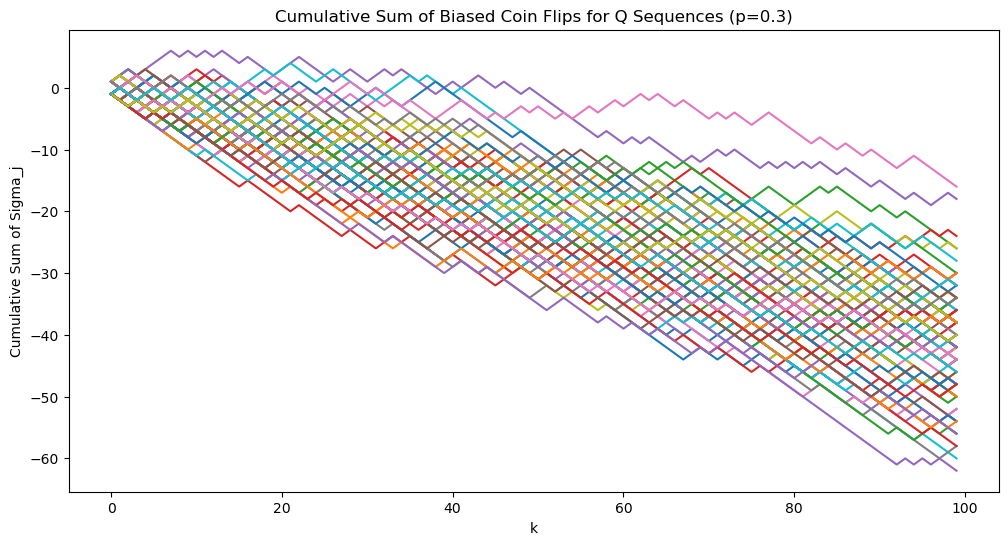 Cumulative Sum of Biased Coin Flips for Q Sequences (p=0.3)
Cumulative Sum of Sigma_j
0
−10
−20
−30
−40
−50
−60
0 20 40 60 80 100
k